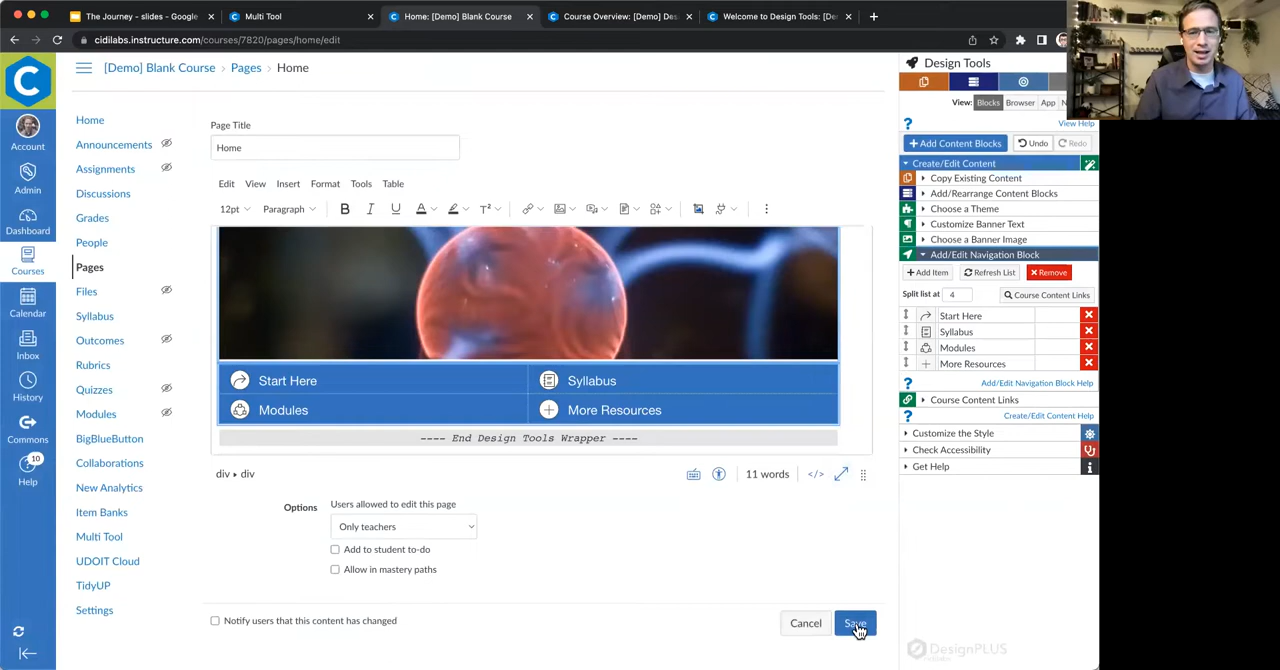 The Journey - slides - Google
Multi Tool
Home: [Demo] Blank Course
Course Overview: [Demo] Des
Welcome to Design Tools: [De
cidilabs.instructure.com/courses/7820/pages/home/edit
[Demo] Blank Course > Pages > Home
Account
Admin
Dashboard
Courses
Calendar
Inbox
History
Commons
10
Help
Home
Announcements
Assignments
Discussions
Grades
People
Pages
Files
Syllabus
Outcomes
Rubrics
Quizzes
Modules
BigBlueButton
Collaborations
New Analytics
Item Banks
Multi Tool
UDOIT Cloud
TidyUP
Settings
Page Title
Home
Edit View Insert Format Tools Table
12pt Paragraph B I U A T²
Start Here Syllabus
Modules More Resources
---- End Design Tools Wrapper ----
div ▸ div
11 words </>
Options
Users allowed to edit this page
Only teachers
Add to student to-do
Allow in mastery paths
Notify users that this content has changed
Cancel Save
Design Tools
View: Blocks Browser App
View Help
+ Add Content Blocks Undo Redo
Create/Edit Content
Copy Existing Content
Add/Rearrange Content Blocks
Choose a Theme
Customize Banner Text
Choose a Banner Image
Add/Edit Navigation Block
+ Add Item Refresh List × Remove
Split list at 4 Course Content Links
Start Here
Syllabus
Modules
More Resources
Add/Edit Navigation Block Help
Course Content Links
Create/Edit Content Help
Customize the Style
Check Accessibility
Get Help
DesignPLUS